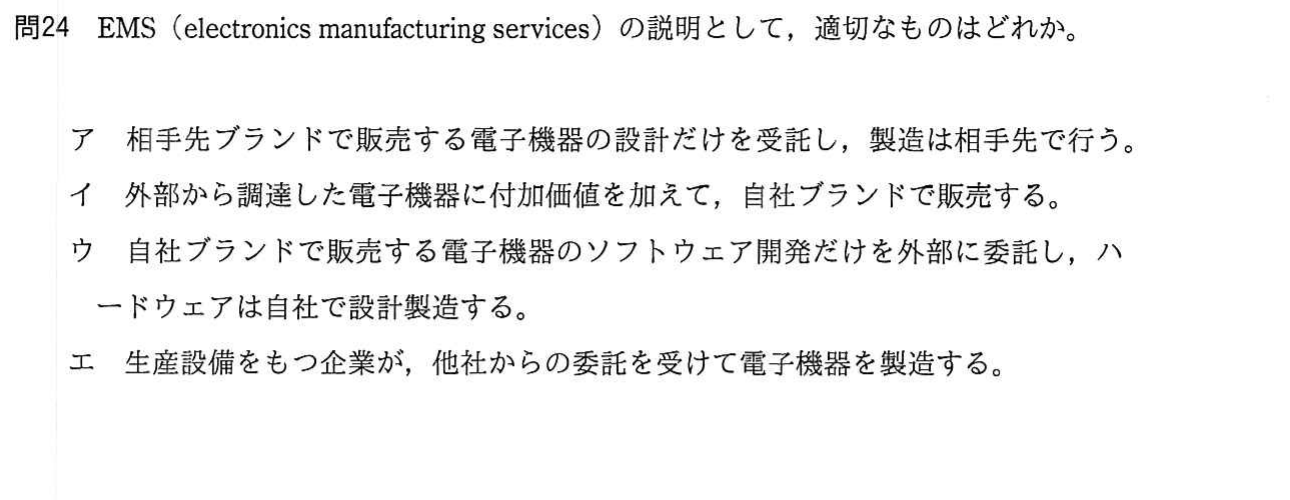 問24 EMS（electronics manufacturing services）の説明として，適切なものはどれか。
ア 相手先ブランドで販売する電子機器の設計だけを受託し，製造は相手先で行う。
イ 外部から調達した電子機器に付加価値を加えて，自社ブランドで販売する。
ウ 自社ブランドで販売する電子機器のソフトウェア開発だけを外部に委託し，ハ
ードウェアは自社で設計製造する。
エ 生産設備をもつ企業が，他社からの委託を受けて電子機器を製造する。